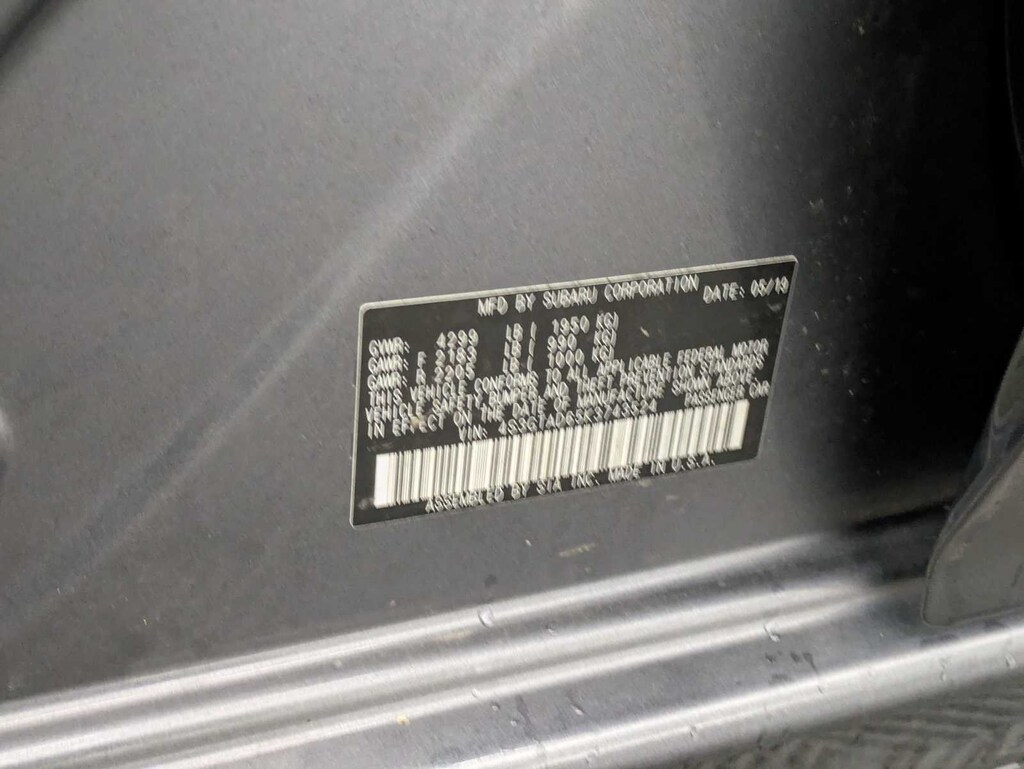 MFD BY SUBARU CORPORATION DATE: 05/19
GVWR: 4299 LB ( 1950 KG)
GAWR: F 2183 LB ( 990 KG)
GAWR: R 2205 LB ( 1000 KG)
THIS VEHICLE CONFORMS TO ALL APPLICABLE FEDERAL MOTOR
VEHICLE SAFETY BUMPER AND THEFT PREVENTION STANDARDS
IN EFFECT ON THE DATE OF MANUFACTURE SHOWN ABOVE.
VIN: PASSENGER CAR
ASSEMBLED BY SIA INC. MADE IN U.S.A.